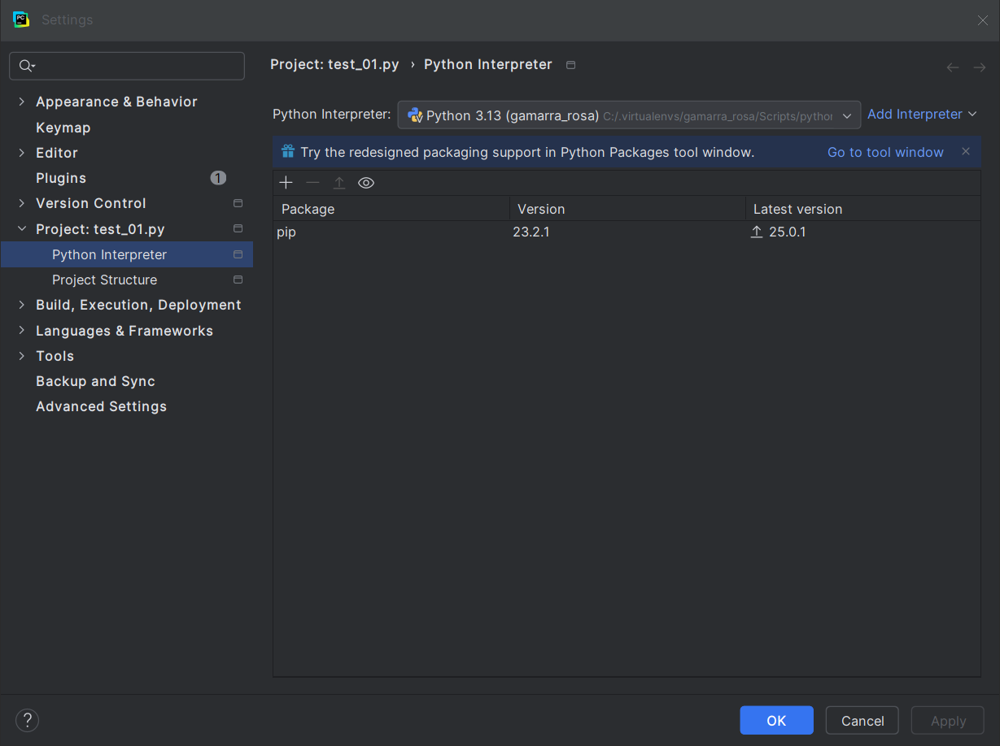 PC
Settings
Project: test_01.py › Python Interpreter
Appearance & Behavior
Keymap
Editor
Plugins 1
Version Control
Project: test_01.py
Python Interpreter
Project Structure
Build, Execution, Deployment
Languages & Frameworks
Tools
Backup and Sync
Advanced Settings
Python Interpreter: Python 3.13 (gamarra_rosa) C:/.virtualenvs/gamarra_rosa/Scripts/pythor Add Interpreter
Try the redesigned packaging support in Python Packages tool window. Go to tool window
Package Version Latest version
pip 23.2.1 25.0.1
? OK Cancel Apply